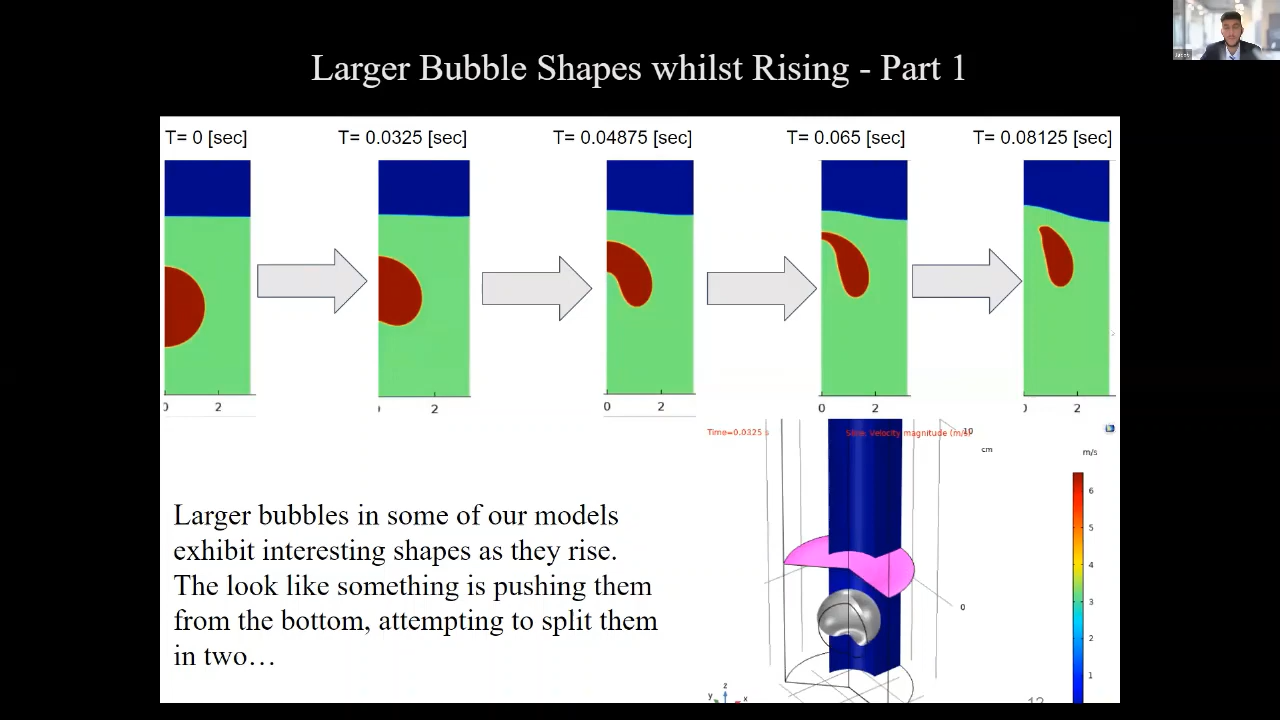 Larger Bubble Shapes whilst Rising - Part 1
T= 0 [sec]
T= 0.0325 [sec]
T= 0.04875 [sec]
T= 0.065 [sec]
T= 0.08125 [sec]
2
2
0
2
0
2
2
Time=0.0325 s
Slice: Velocity magnitude (m/s)
10
cm
m/s
6
5
4
3
2
1
0
Larger bubbles in some of our models
exhibit interesting shapes as they rise.
The look like something is pushing them
from the bottom, attempting to split them
in two…
z
y
x